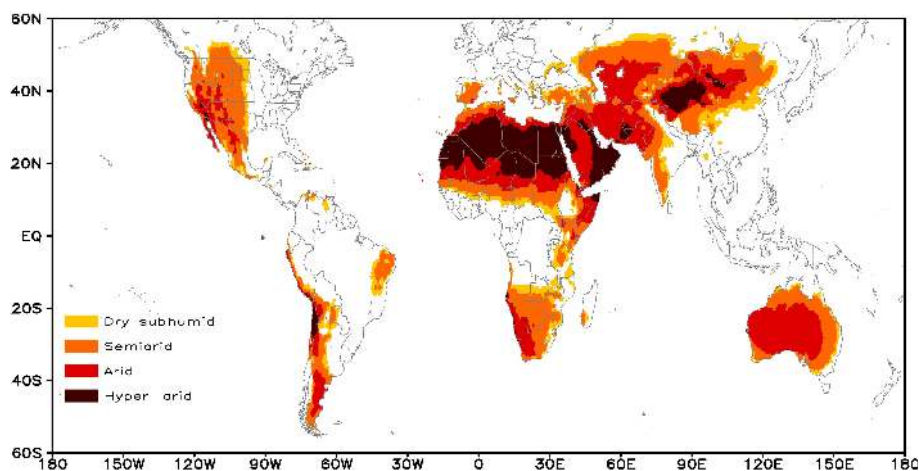 60N
40N
20N
EQ
20S
40S
60S
Dry subhumid
Semiarid
Arid
Hyper arid
180 150W 120W 90W 60W 30W 0 30E 60E 90E 120E 150E 180